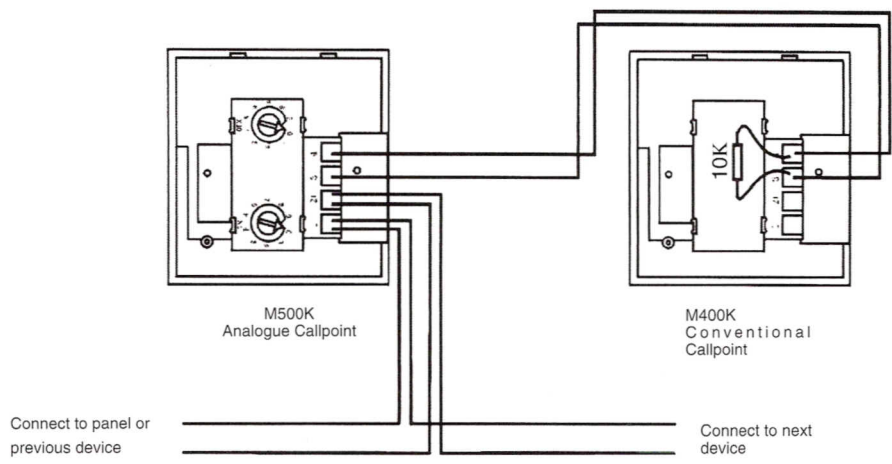 10K
M500K
Analogue Callpoint
M400K
Conventional
Callpoint
Connect to panel or
previous device
Connect to next
device